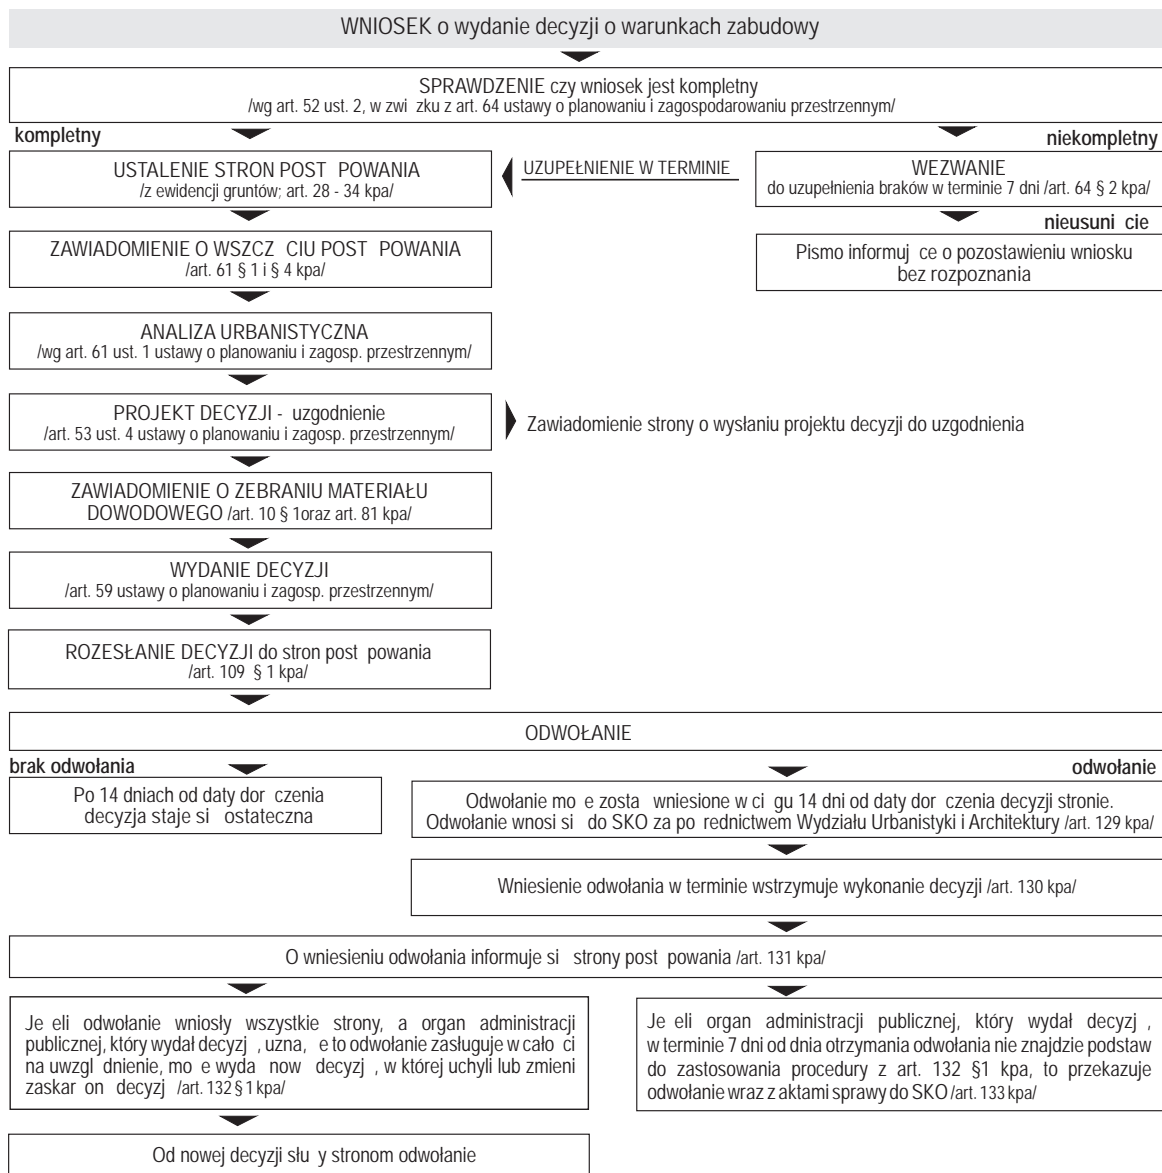 WNIOSEK o wydanie decyzji o warunkach zabudowy
SPRAWDZENIE czy wniosek jest kompletny
/wg art. 52 ust. 2, w zwi zku z art. 64 ustawy o planowaniu i zagospodarowaniu przestrzennym/
kompletny
niekompletny
USTALENIE STRON POST POWANIA
/z ewidencji gruntów; art. 28 - 34 kpa/
UZUPEŁNIENIE W TERMINIE
WEZWANIE
do uzupełnienia braków w terminie 7 dni /art. 64 § 2 kpa/
nieusuni cie
ZAWIADOMIENIE O WSZCZ CIU POST POWANIA
/art. 61 § 1 i § 4 kpa/
Pismo informuj ce o pozostawieniu wniosku
bez rozpoznania
ANALIZA URBANISTYCZNA
/wg art. 61 ust. 1 ustawy o planowaniu i zagosp. przestrzennym/
PROJEKT DECYZJI - uzgodnienie
/art. 53 ust. 4 ustawy o planowaniu i zagosp. przestrzennym/
Zawiadomienie strony o wysłaniu projektu decyzji do uzgodnienia
ZAWIADOMIENIE O ZEBRANIU MATERIAŁU
DOWODOWEGO /art. 10 § 1oraz art. 81 kpa/
WYDANIE DECYZJI
/art. 59 ustawy o planowaniu i zagosp. przestrzennym/
ROZESŁANIE DECYZJI do stron post powania
/art. 109 § 1 kpa/
ODWOŁANIE
brak odwołania
odwołanie
Po 14 dniach od daty dor czenia
decyzja staje si ostateczna
Odwołanie mo e zosta wniesione w ci gu 14 dni od daty dor czenia decyzji stronie.
Odwołanie wnosi si do SKO za po rednictwem Wydziału Urbanistyki i Architektury /art. 129 kpa/
Wniesienie odwołania w terminie wstrzymuje wykonanie decyzji /art. 130 kpa/
O wniesieniu odwołania informuje si strony post powania /art. 131 kpa/
Je eli odwołanie wniosły wszystkie strony, a organ administracji
publicznej, który wydał decyzj , uzna, e to odwołanie zasługuje w cało ci
na uwzgl dnienie, mo e wyda now decyzj , w której uchyli lub zmieni
zaskar on decyzj /art. 132 § 1 kpa/
Je eli organ administracji publicznej, który wydał decyzj ,
w terminie 7 dni od dnia otrzymania odwołania nie znajdzie podstaw
do zastosowania procedury z art. 132 §1 kpa, to przekazuje
odwołanie wraz z aktami sprawy do SKO /art. 133 kpa/
Od nowej decyzji słu y stronom odwołanie